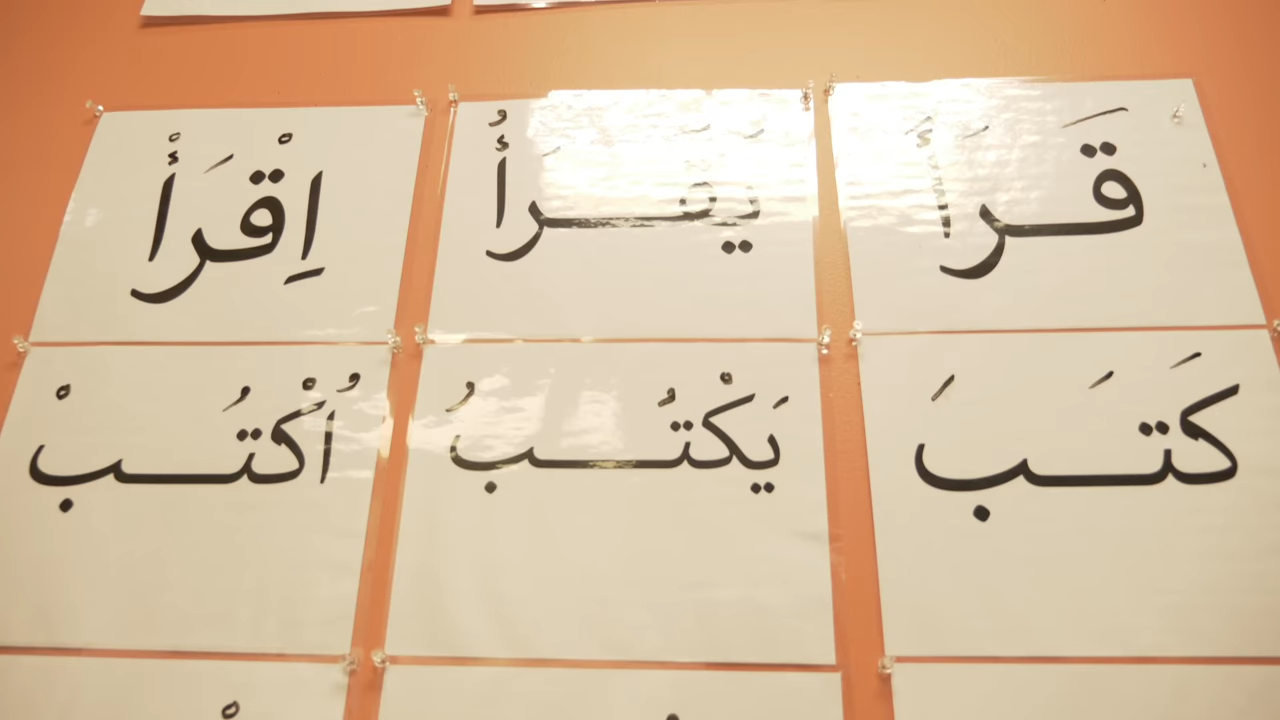 قَرَأَ يَقْرَأُ اِقْرَأْ
كَتَبَ يَكْتُبُ اُكْتُبْ